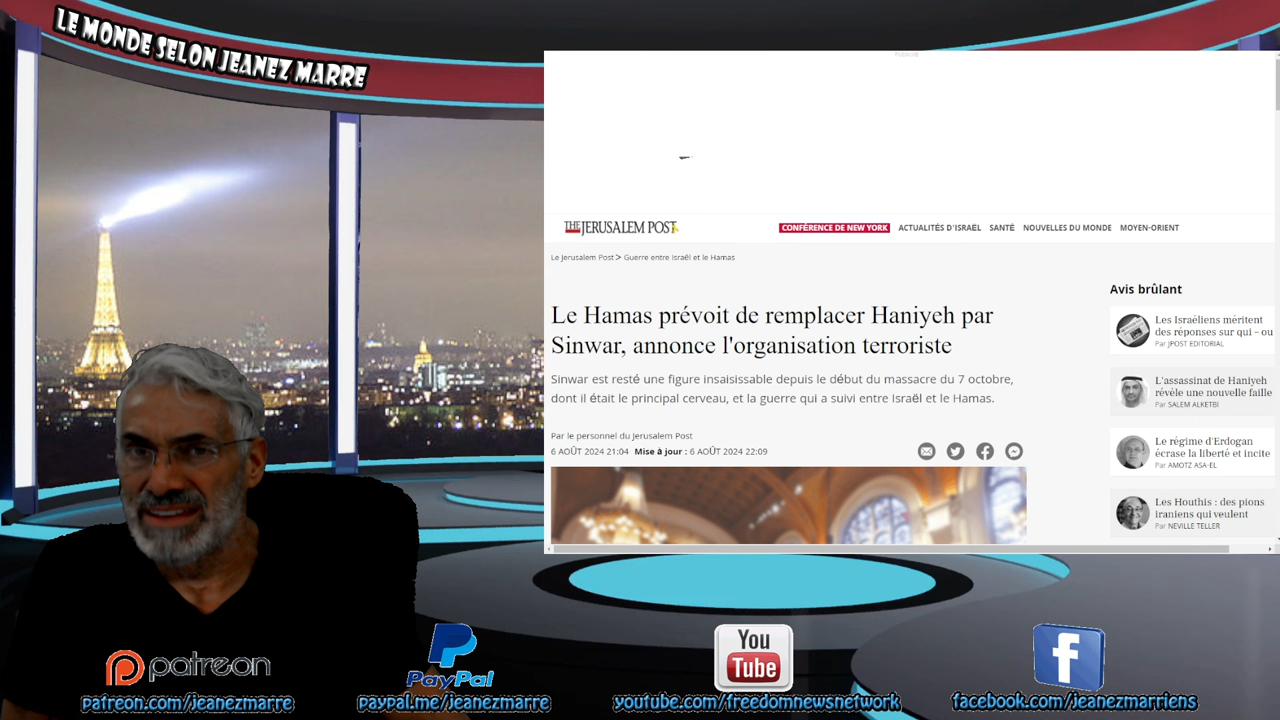 LE MONDE SELON JEANEZ MARRE
Publicité
THE JERUSALEM POST
CONFÉRENCE DE NEW YORK ACTUALITÉS D'ISRAËL SANTÉ NOUVELLES DU MONDE MOYEN-ORIENT
Le Jerusalem Post > Guerre entre Israël et le Hamas
Le Hamas prévoit de remplacer Haniyeh par
Sinwar, annonce l'organisation terroriste
Sinwar est resté une figure insaisissable depuis le début du massacre du 7 octobre,
dont il était le principal cerveau, et la guerre qui a suivi entre Israël et le Hamas.
Par le personnel du Jerusalem Post
6 AOÛT 2024 21:04 Mise à jour : 6 AOÛT 2024 22:09
Avis brûlant
Les Israéliens méritent
des réponses sur qui – ou
Par JPOST EDITORIAL
L'assassinat de Haniyeh
révèle une nouvelle faille
Par SALEM ALKETBI
Le régime d'Erdogan
écrase la liberté et incite
Par AMOTZ ASA-EL
Les Houthis : des pions
iraniens qui veulent
Par NEVILLE TELLER
patreon
PayPal
You
Tube
f
patreon.com/jeanezmarre
paypal.me/jeanezmarre
youtube.com/freedomnewsnetwork
facebook.com/jeanezmarriens